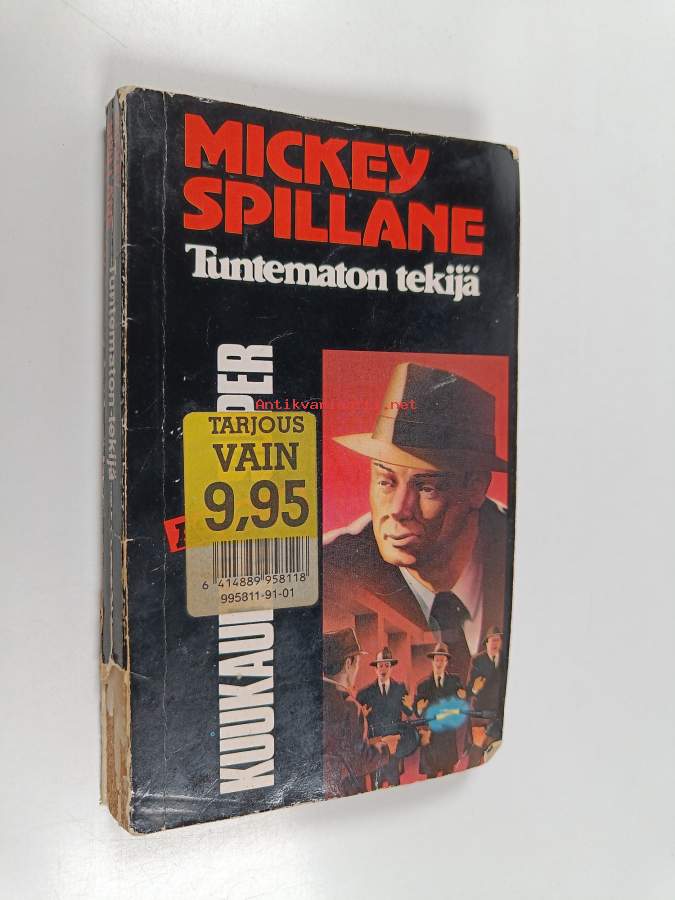 MICKEY
SPILLANE
Tuntematon tekijä
Antikvariaatti.net
TARJOUS
VAIN
9,95
6 414889 958118
995811-91-01
Tuntematon tekijä